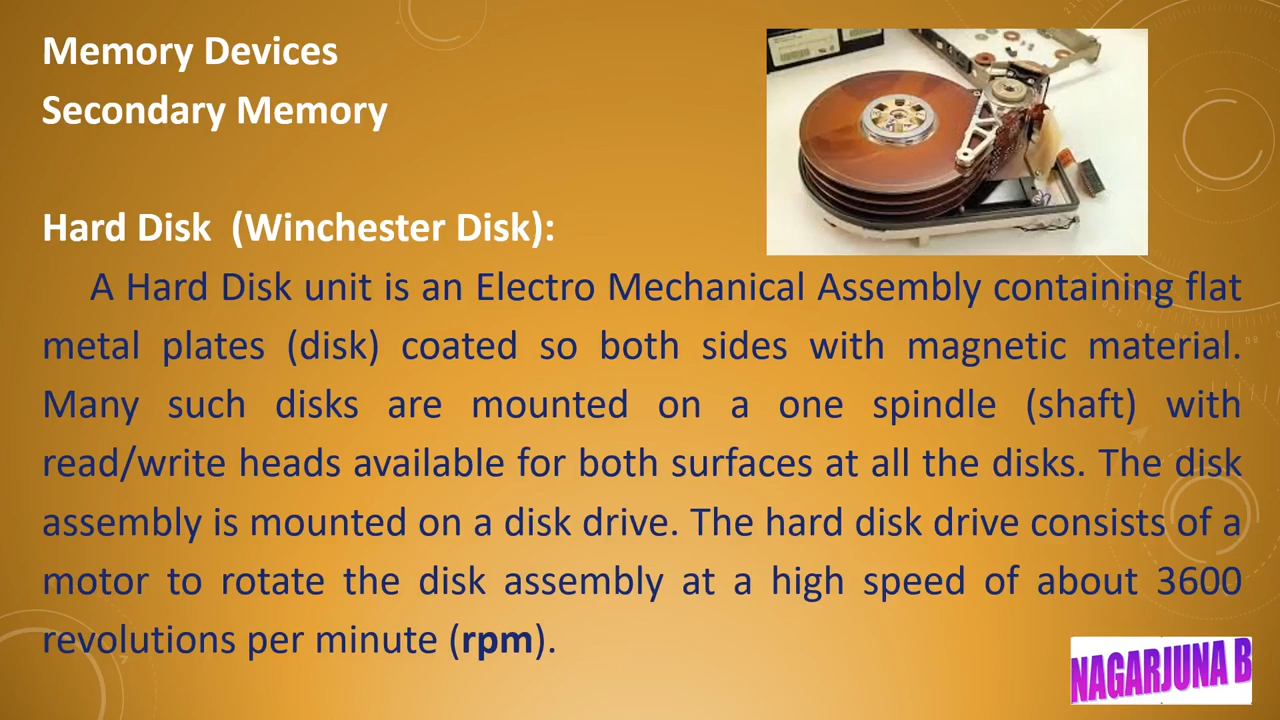 Memory Devices
Secondary Memory
Hard Disk  (Winchester Disk):
A Hard Disk unit is an Electro Mechanical Assembly containing flat
metal plates (disk) coated so both sides with magnetic material.
Many such disks are mounted on a one spindle (shaft) with
read/write heads available for both surfaces at all the disks. The disk
assembly is mounted on a disk drive. The hard disk drive consists of a
motor to rotate the disk assembly at a high speed of about 3600
revolutions per minute (rpm).
NAGARJUNA B